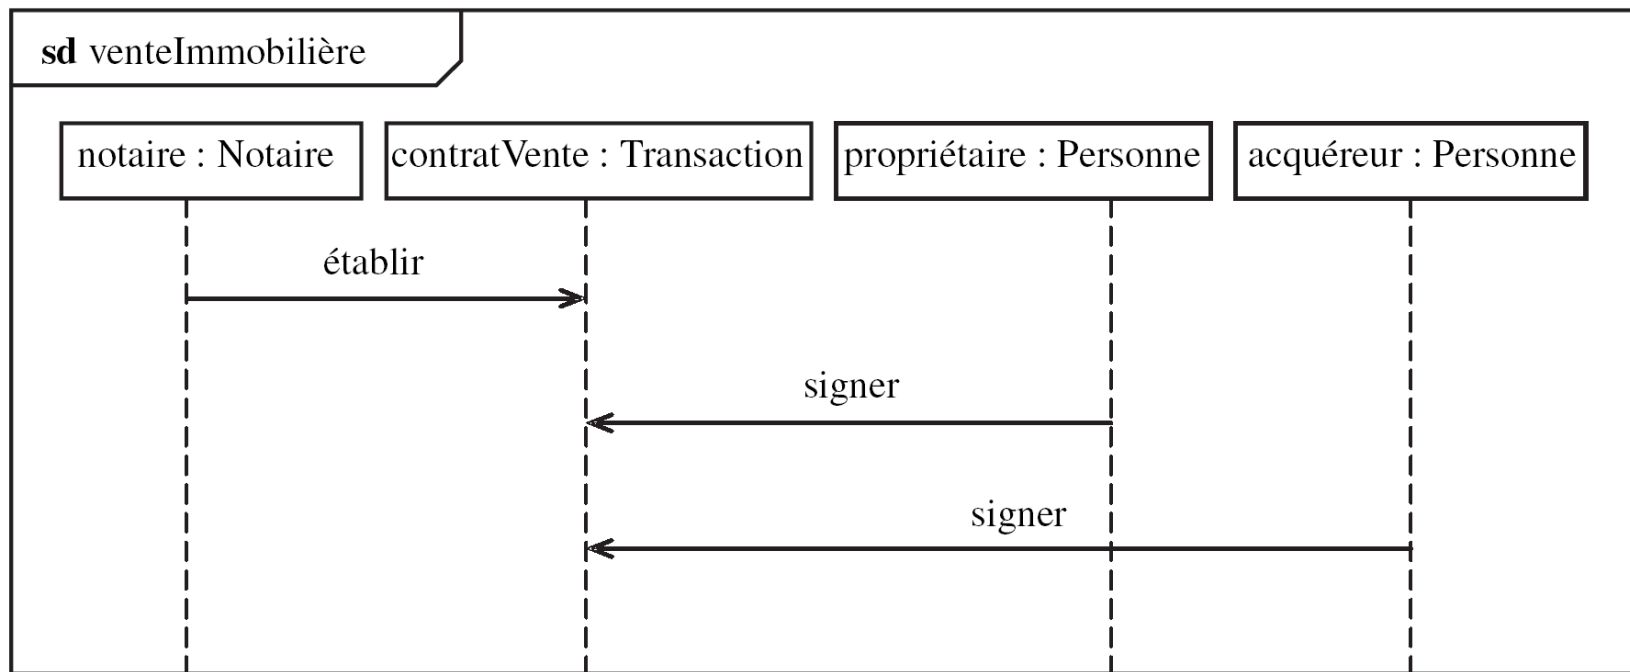 sd venteImmobilière
notaire : Notaire
contratVente : Transaction
propriétaire : Personne
acquéreur : Personne
établir
signer
signer